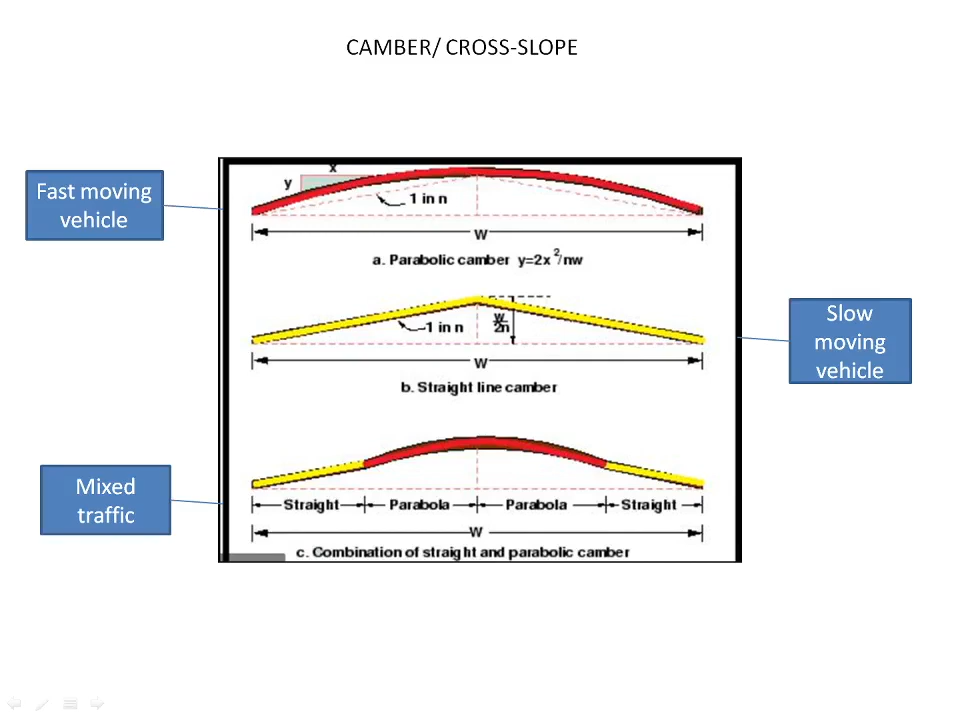 CAMBER/ CROSS-SLOPE
Fast moving
vehicle
x
y
1 in n
W
a. Parabolic camber y=2x²/nw
1 in n
w
2n
W
b. Straight line camber
Slow
moving
vehicle
Mixed
traffic
Straight Parabola Parabola Straight
W
c. Combination of straight and parabolic camber